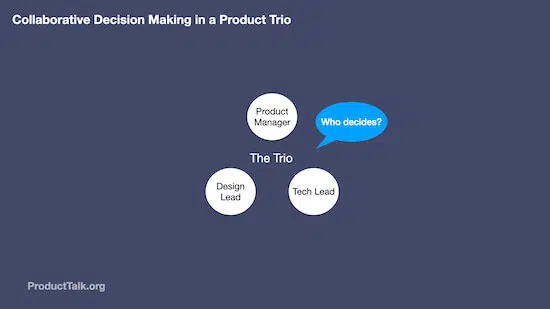 Collaborative Decision Making in a Product Trio
Product
Manager
Who decides?
The Trio
Design
Lead
Tech Lead
ProductTalk.org